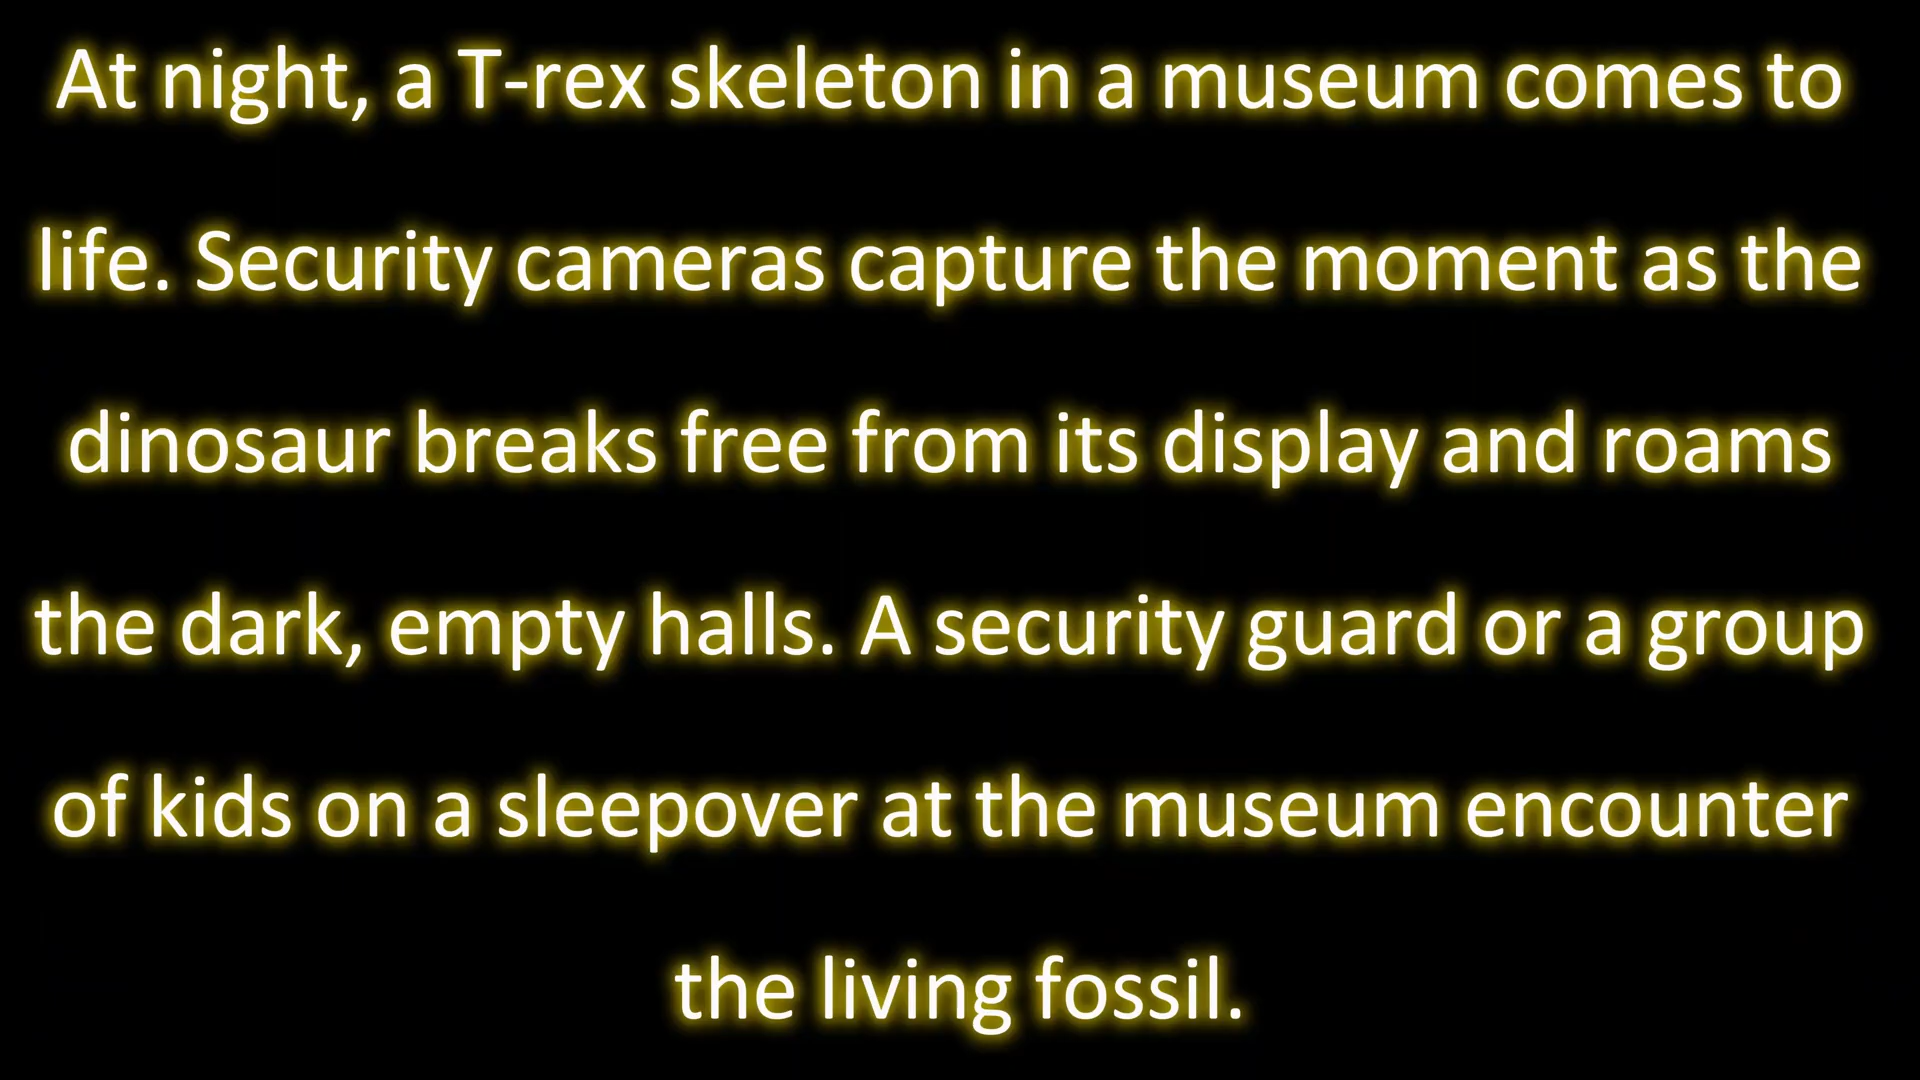 At night, a T-rex skeleton in a museum comes to
life. Security cameras capture the moment as the
dinosaur breaks free from its display and roams
the dark, empty halls. A security guard or a group
of kids on a sleepover at the museum encounter
the living fossil.